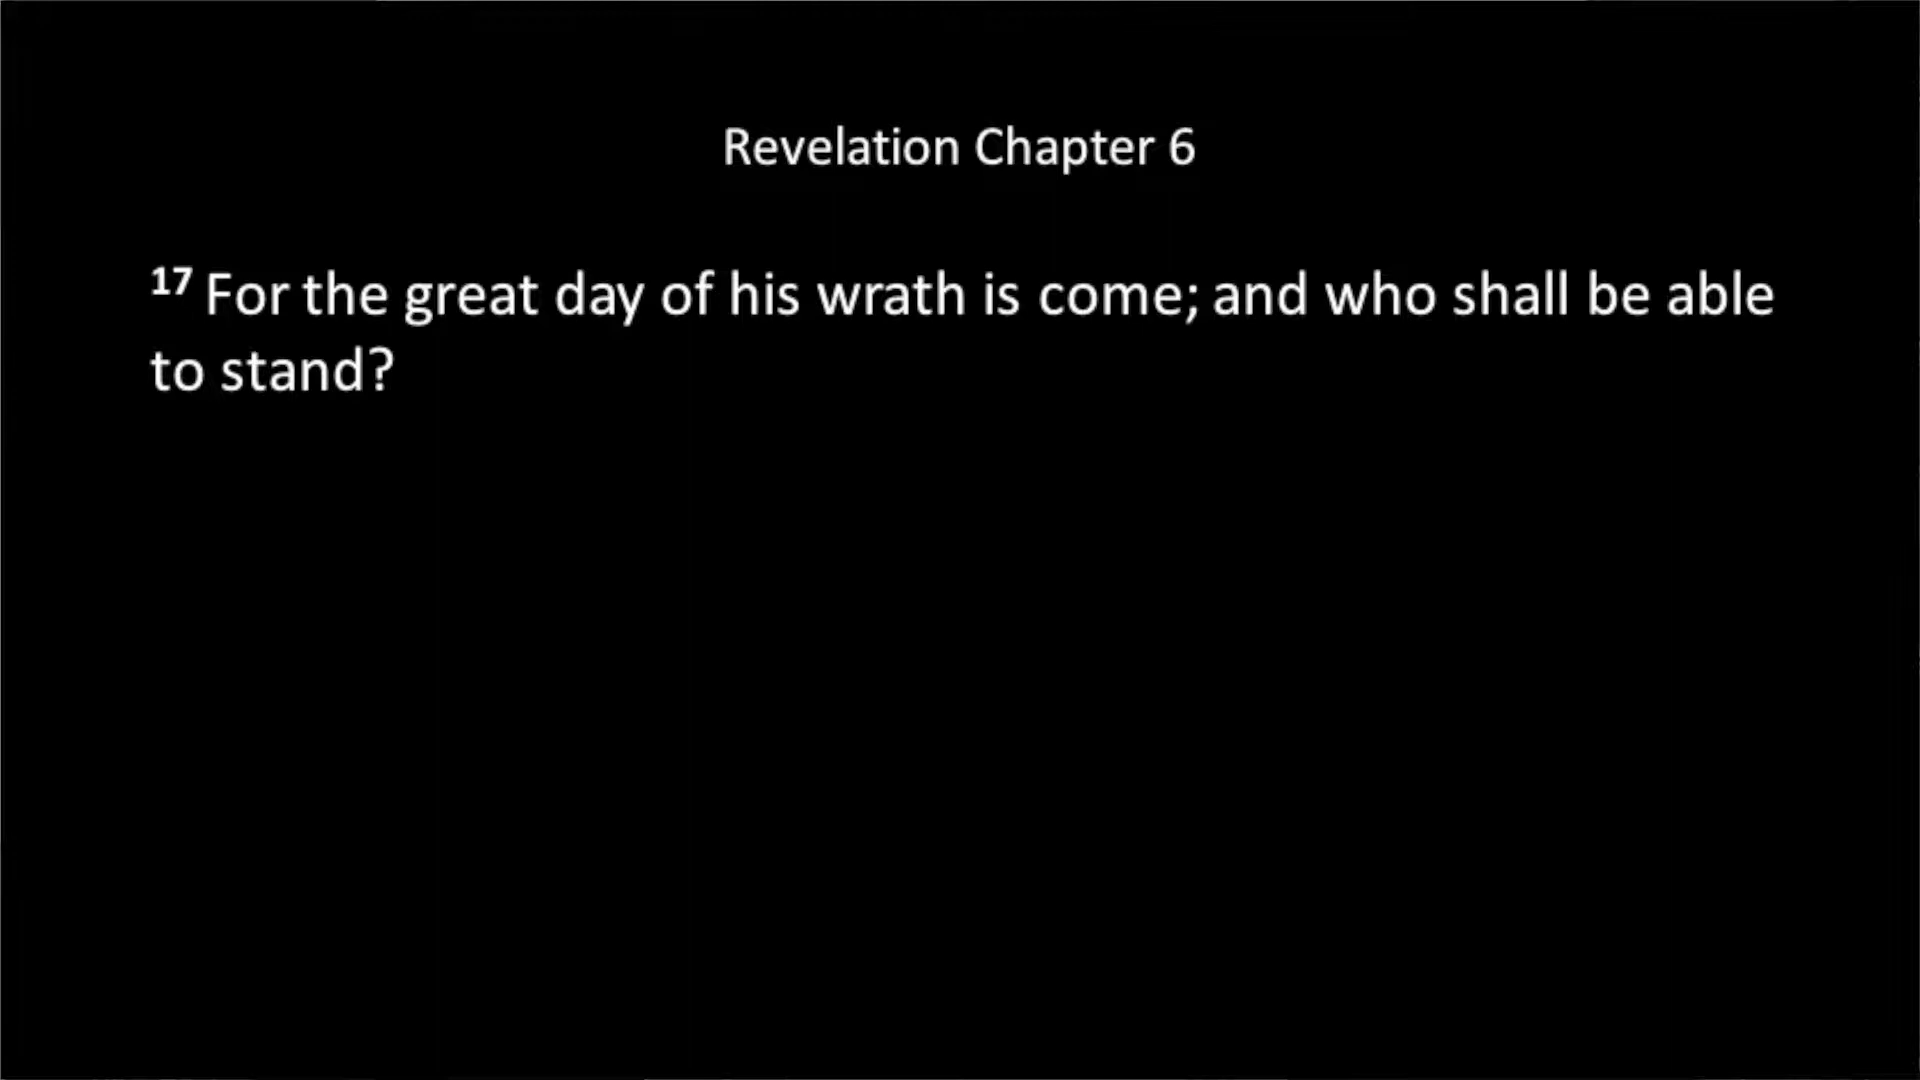 Revelation Chapter 6
17 For the great day of his wrath is come; and who shall be able
to stand?